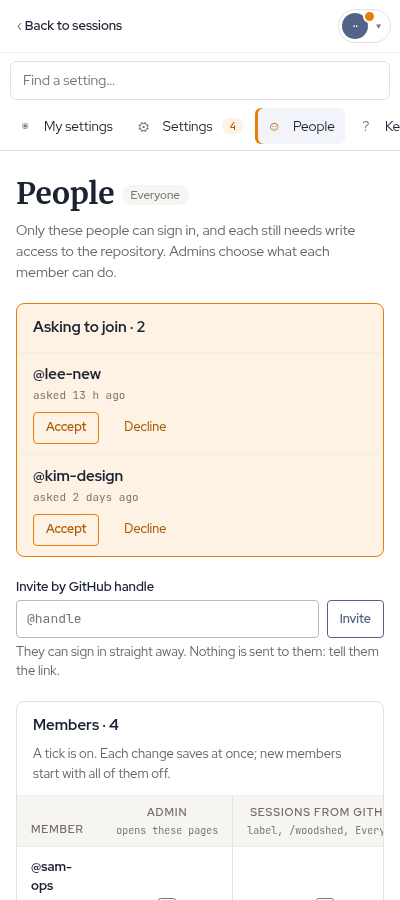 ‹ Back to sessions
Find a setting...
My settings
Settings 4
People
? Ke
People Everyone
Only these people can sign in, and each still needs write
access to the repository. Admins choose what each
member can do.
Asking to join · 2
@lee-new
asked 13 h ago
Accept Decline
@kim-design
asked 2 days ago
Accept Decline
Invite by GitHub handle
@handle Invite
They can sign in straight away. Nothing is sent to them: tell them
the link.
Members · 4
A tick is on. Each change saves at once; new members
start with all of them off.
MEMBER
ADMIN
opens these pages
SESSIONS FROM GITH
label, /woodshed, Every
@sam-
ops